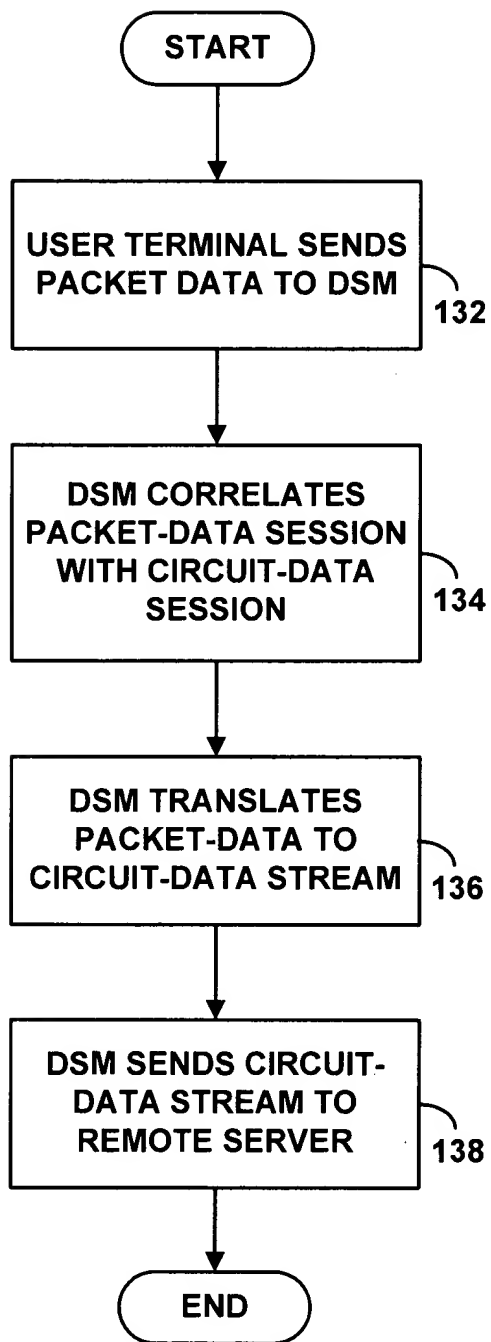 START
USER TERMINAL SENDS
PACKET DATA TO DSM
132
DSM CORRELATES
PACKET-DATA SESSION
WITH CIRCUIT-DATA
SESSION
134
DSM TRANSLATES
PACKET-DATA TO
CIRCUIT-DATA STREAM
136
DSM SENDS CIRCUIT-
DATA STREAM TO
REMOTE SERVER
138
END